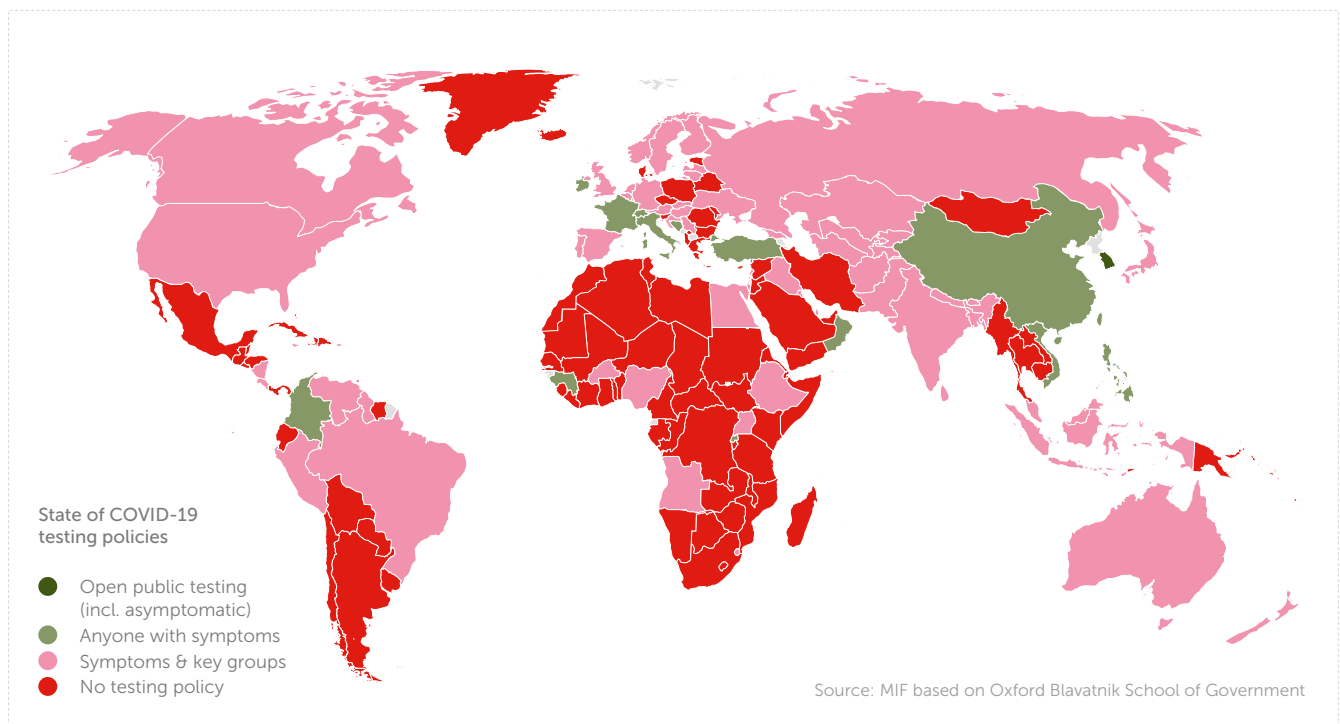 State of COVID-19
testing policies
Open public testing
(incl. asymptomatic)
Anyone with symptoms
Symptoms & key groups
No testing policy
Source: MIF based on Oxford Blavatnik School of Government